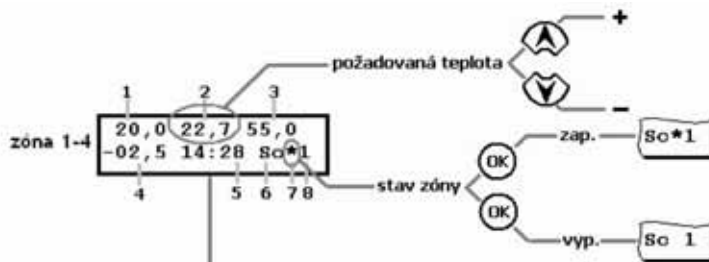 +
požadovaná teplota
−
1 2 3
zóna 1-4
20,0 22,7 55,0
-02,5 14:28 So*1
4 5 6 7 8
stav zóny
OK
zap.
So*1
OK
vyp.
So 1